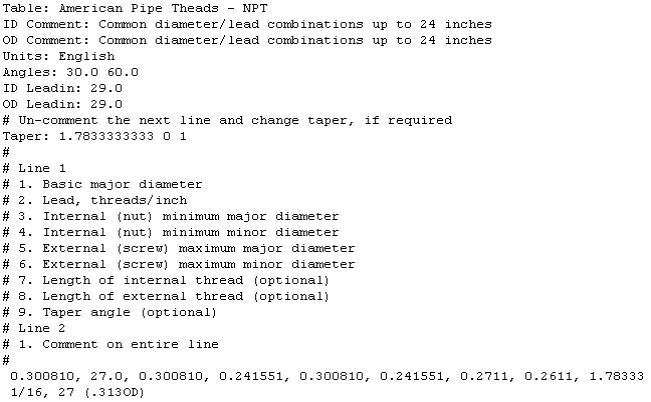 Table: American Pipe Theads - NPT
ID Comment: Common diameter/lead combinations up to 24 inches
OD Comment: Common diameter/lead combinations up to 24 inches
Units: English
Angles: 30.0 60.0
ID Leadin: 29.0
OD Leadin: 29.0
# Un-comment the next line and change taper, if required
Taper: 1.7833333333 0 1
#
# Line 1
# 1. Basic major diameter
# 2. Lead, threads/inch
# 3. Internal (nut) minimum major diameter
# 4. Internal (nut) minimum minor diameter
# 5. External (screw) maximum major diameter
# 6. External (screw) maximum minor diameter
# 7. Length of internal thread (optional)
# 8. Length of external thread (optional)
# 9. Taper angle (optional)
# Line 2
# 1. Comment on entire line
#
0.300810, 27.0, 0.300810, 0.241551, 0.300810, 0.241551, 0.2711, 0.2611, 1.78333
1/16, 27 (.313OD)